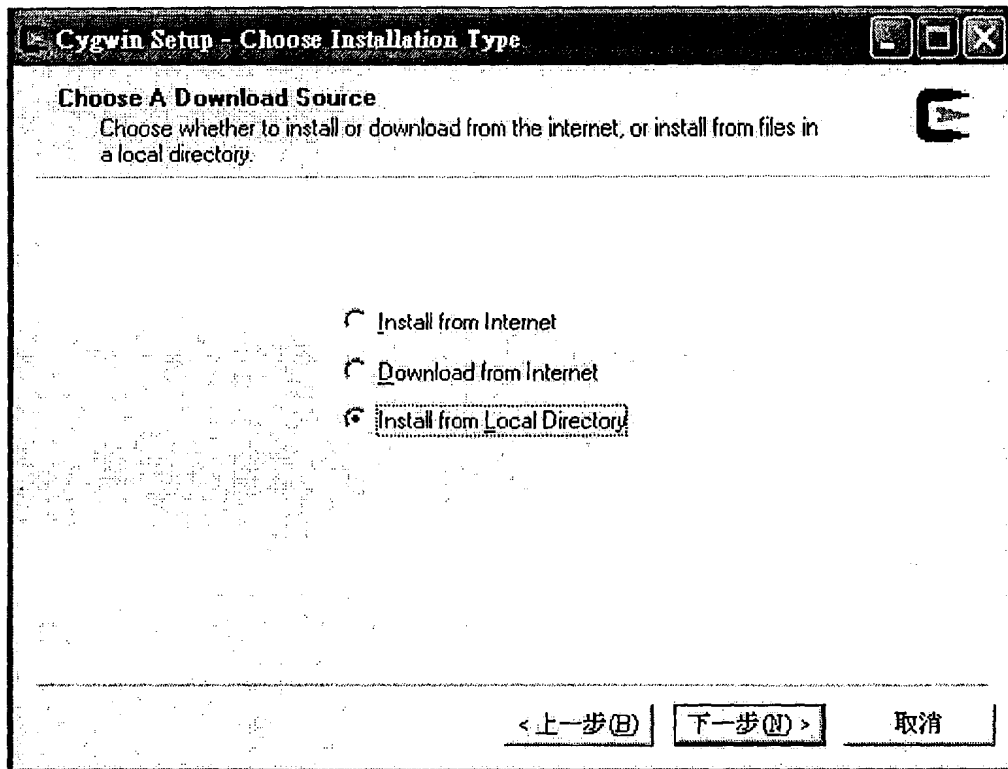 Cygwin Setup - Choose Installation Type
Choose A Download Source
Choose whether to install or download from the internet, or install from files in
a local directory.
Install from Internet
Download from Internet
Install from Local Directory
< 上一步(B)
下一步(N) >
取消